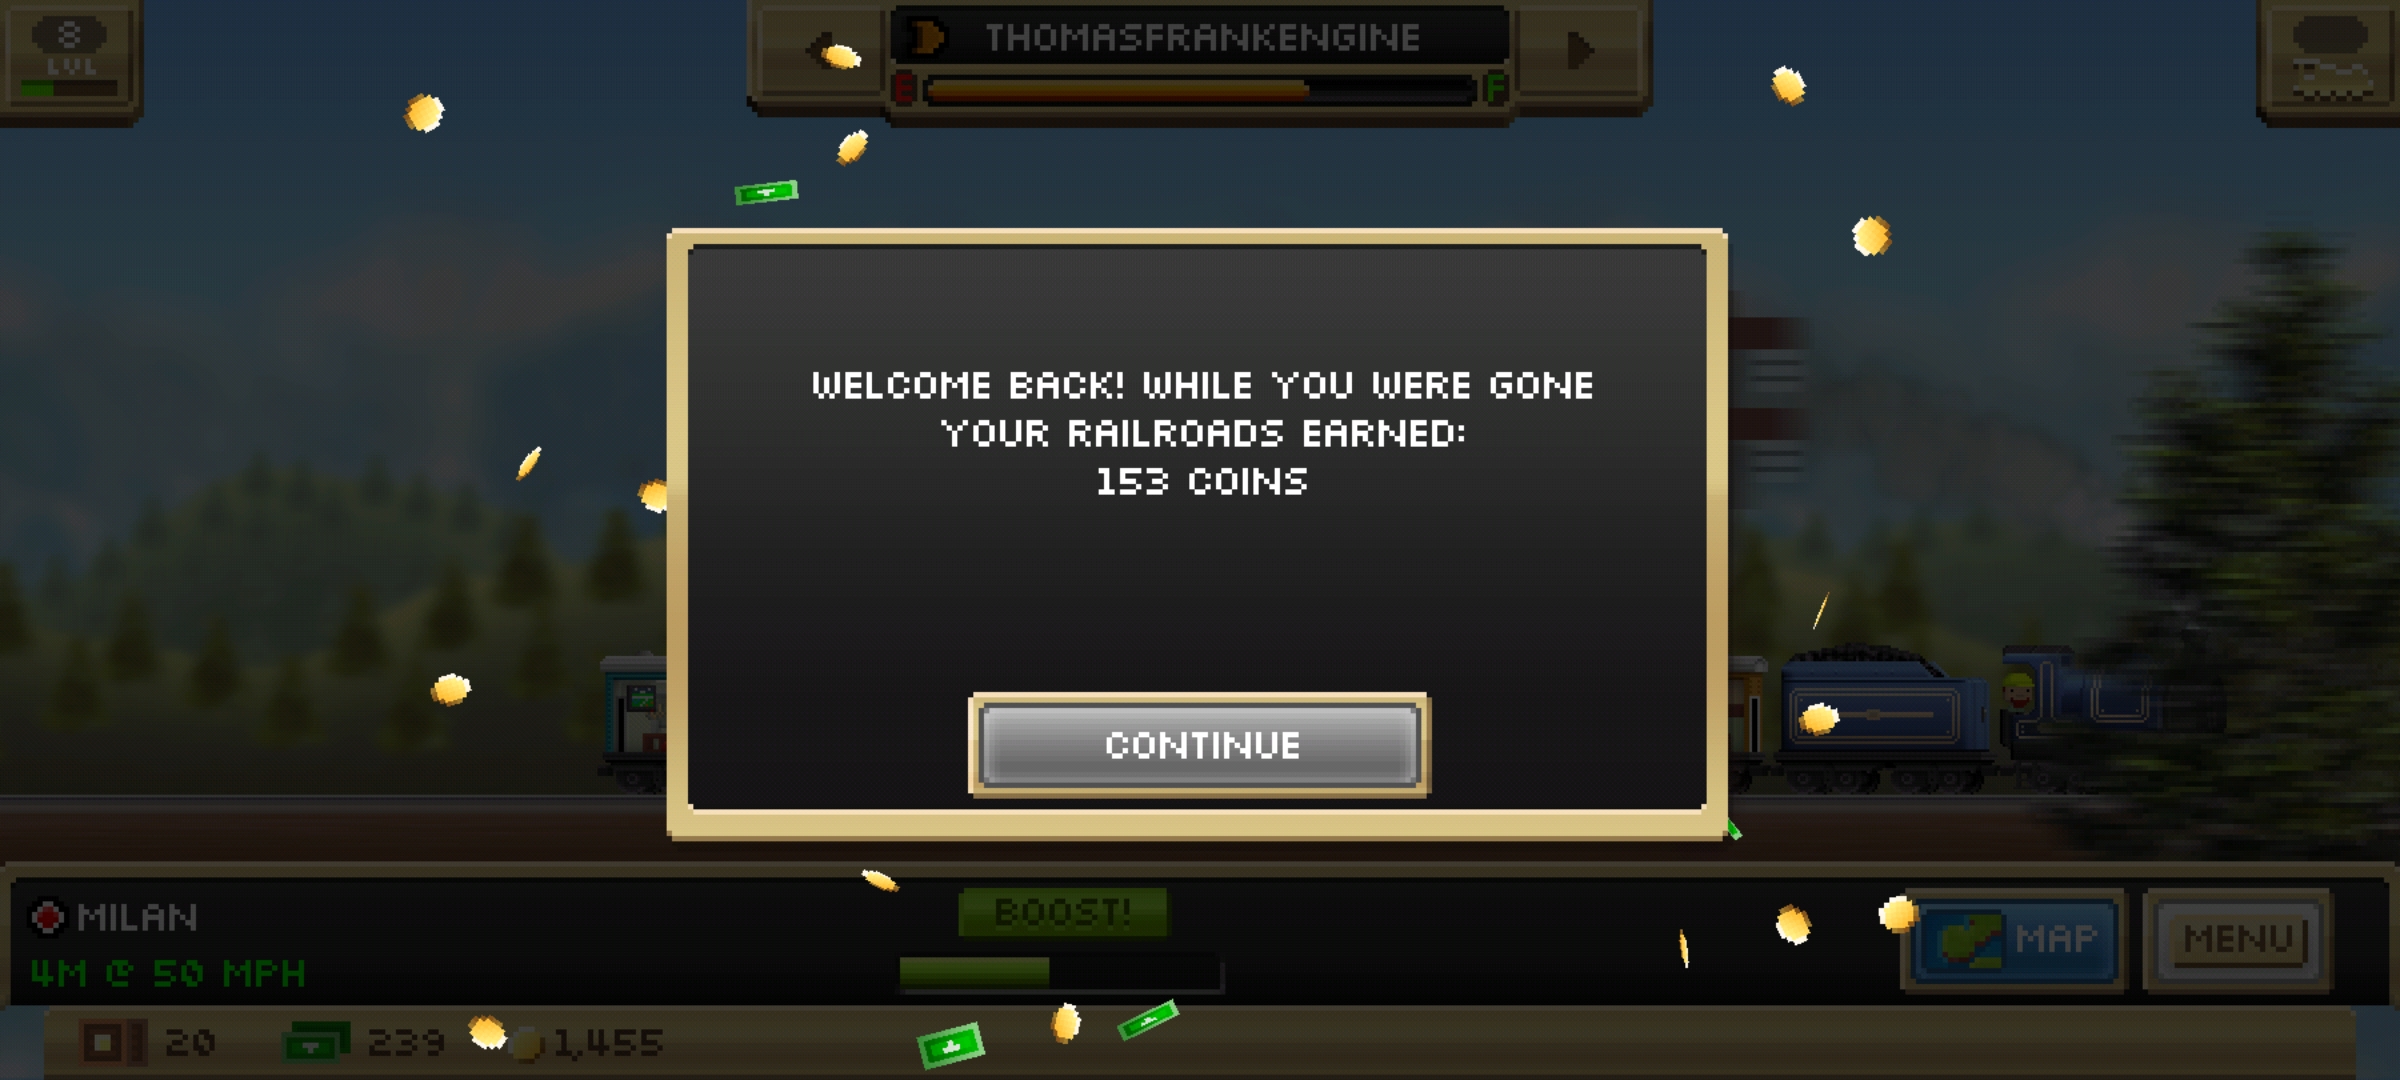 8
LVL
THOMASFRANKENGINE
E F
WELCOME BACK! WHILE YOU WERE GONE
YOUR RAILROADS EARNED:
153 COINS
CONTINUE
MILAN
4M @ 50 MPH
BOOST!
MAP
MENU
20 239 1,455